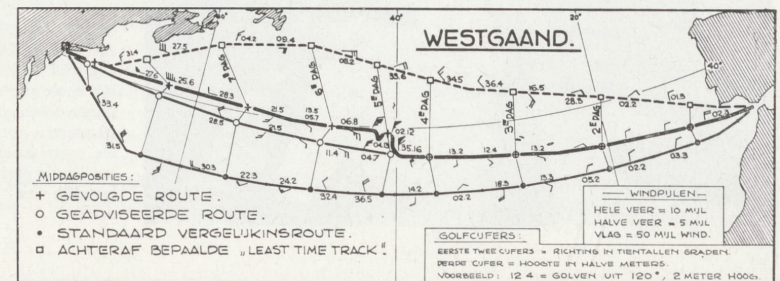 WESTGAAND.
40°
40°
20°
40°
F 31.4
27.5
F 04.2
09.4
05.2
35.6
34.5
36.4
16.5
28.5
02.2
01.3
F 02.3
27.6
25.6
28.3
21.5
13.5
05.7
06.8
02.12
04.13
35.16
13.2
12.4
13.2
28.5
21.5
11.4
04.7
33.4
31.5
30.3
22.3
24.2
32.4
36.5
14.2
02.2
18.3
13.3
05.2
02.2
03.3
7E DAG
6E DAG
5E DAG
4E DAG
3E DAG
2E DAG
MIDDAGPOSITIES:
+ GEVOLGDE ROUTE.
○ GEADVISEERDE ROUTE.
● STANDAARD VERGELIJKINSROUTE.
□ ACHTERAF BEPAALDE „LEAST TIME TRACK".
WINDPIJLEN
HELE VEER = 10 MIJL
HALVE VEER = 5 MIJL
VLAG = 50 MIJL WIND.
GOLFCIJFERS:
EERSTE TWEE CIJFERS = RICHTING IN TIENTALLEN GRADEN.
DERDE CIJFER = HOOGTE IN HALVE METERS.
VOORBEELD: 12 4 = GOLVEN UIT 120°, 2 METER HOOG.